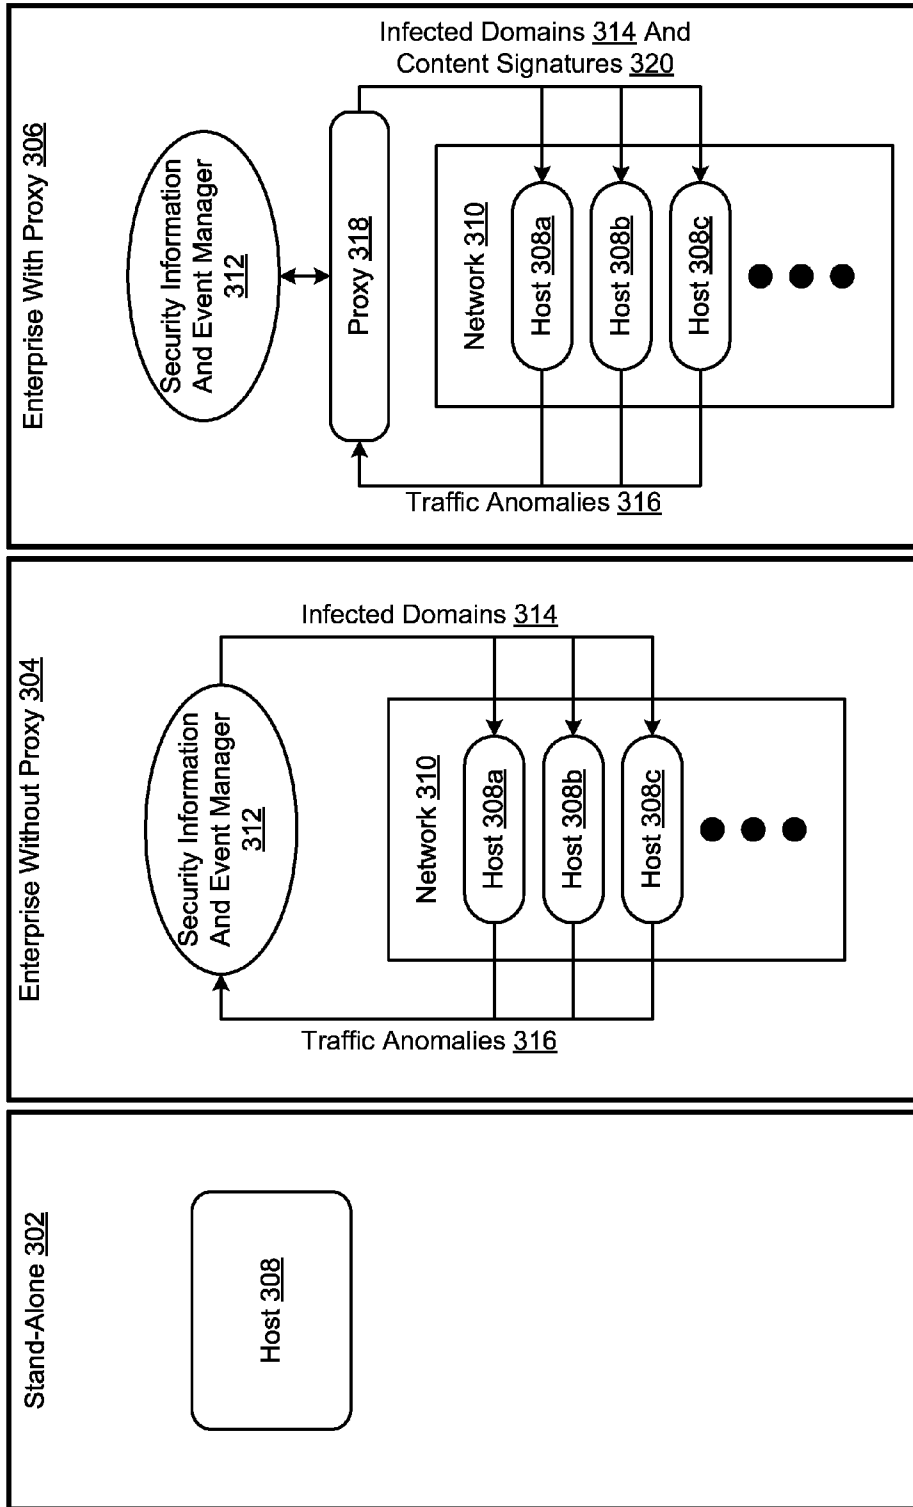 Stand-Alone 302
Host 308
Enterprise Without Proxy 304
Security Information
And Event Manager
312
Traffic Anomalies 316
Infected Domains 314
Network 310
Host 308a
Host 308b
Host 308c
Enterprise With Proxy 306
Security Information
And Event Manager
312
Proxy 318
Traffic Anomalies 316
Infected Domains 314 And
Content Signatures 320
Network 310
Host 308a
Host 308b
Host 308c